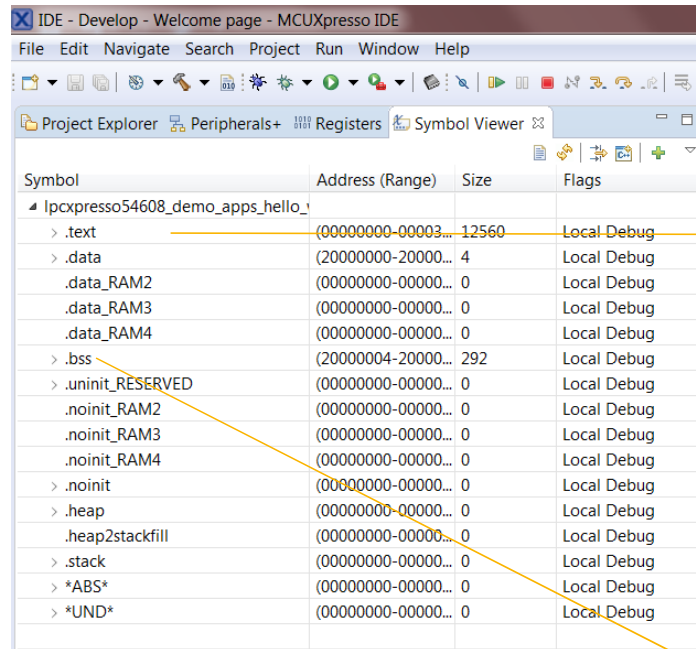 IDE - Develop - Welcome page - MCUXpresso IDE
File Edit Navigate Search Project Run Window Help
Project Explorer Peripherals+ Registers Symbol Viewer
Symbol Address (Range) Size Flags
lpcxpresso54608_demo_apps_hello_
.text (00000000-00003... 12560 Local Debug
.data (20000000-20000... 4 Local Debug
.data_RAM2 (00000000-00000... 0 Local Debug
.data_RAM3 (00000000-00000... 0 Local Debug
.data_RAM4 (00000000-00000... 0 Local Debug
.bss (20000004-20000... 292 Local Debug
.uninit_RESERVED (00000000-00000... 0 Local Debug
.noinit_RAM2 (00000000-00000... 0 Local Debug
.noinit_RAM3 (00000000-00000... 0 Local Debug
.noinit_RAM4 (00000000-00000... 0 Local Debug
.noinit (00000000-00000... 0 Local Debug
.heap (00000000-00000... 0 Local Debug
.heap2stackfill (00000000-00000... 0 Local Debug
.stack (00000000-00000... 0 Local Debug
*ABS* (00000000-00000... 0 Local Debug
*UND* (00000000-00000... 0 Local Debug